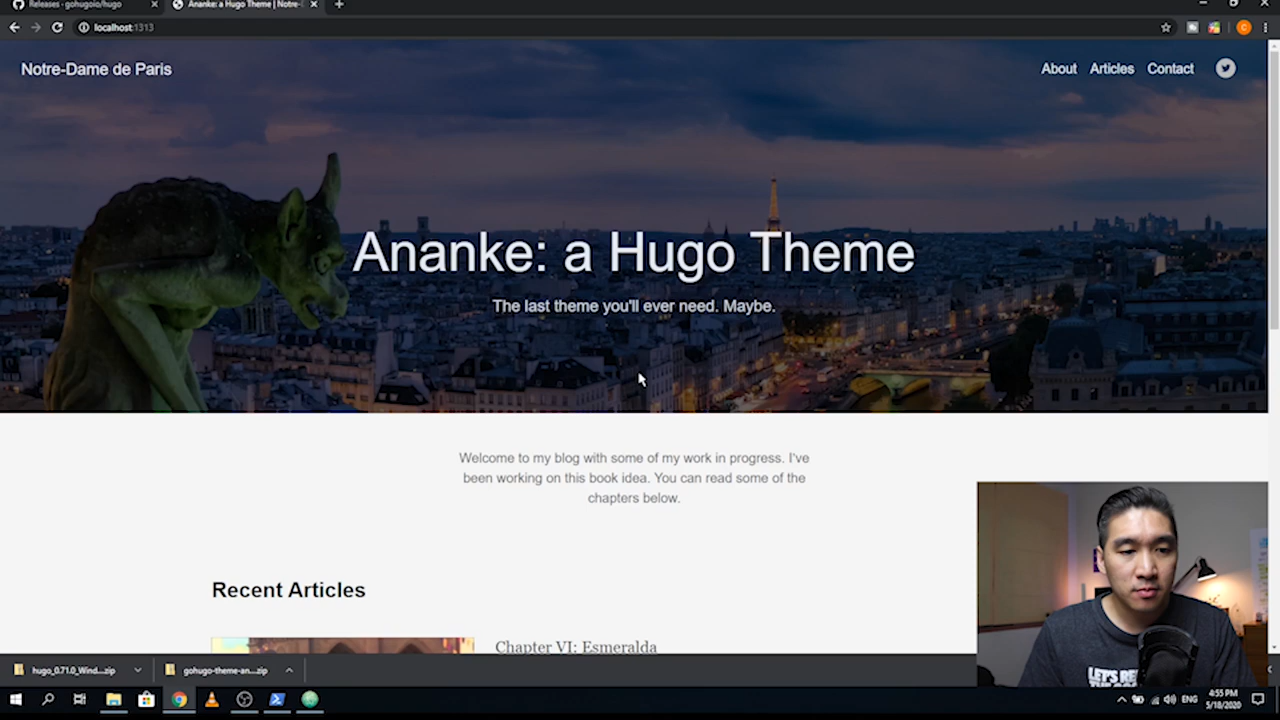 Releases · gohugoio/hugo
Ananke: a Hugo Theme | Notre-D
localhost:1313
Notre-Dame de Paris
About Articles Contact
Ananke: a Hugo Theme
The last theme you'll ever need. Maybe.
Welcome to my blog with some of my work in progress. I've
been working on this book idea. You can read some of the
chapters below.
Recent Articles
Chapter VI: Esmeralda
LET'S RE
hugo_0.71.0_Wind....zip
gohugo-theme-an....zip
ENG
4:55 PM
5/18/2020